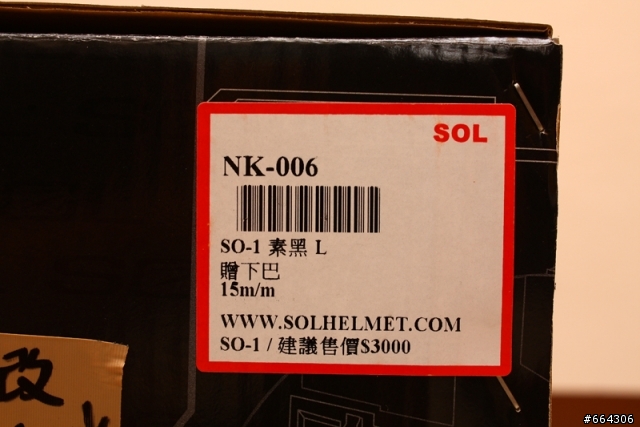 SOL
NK-006
SO-1 素黑 L
贈下巴
15m/m
WWW.SOLHELMET.COM
SO-1 / 建議售價$3000
改
#664306